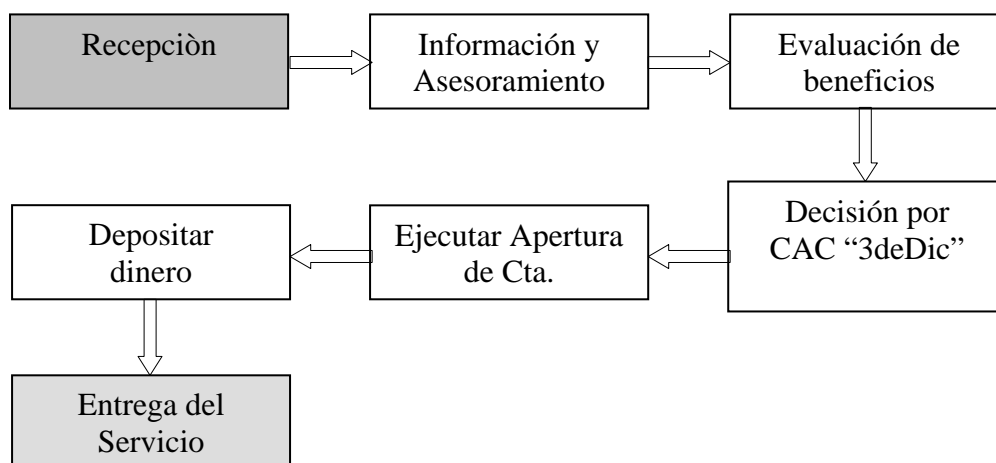 Recepciòn
Información y
Asesoramiento
Evaluación de
beneficios
Decisión por
CAC “3deDic”
Ejecutar Apertura
de Cta.
Depositar
dinero
Entrega del
Servicio